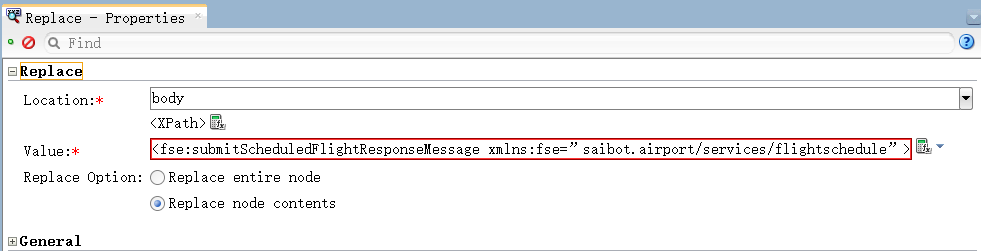 Replace - Properties ×
Find
Replace
Location:* body
<XPath>
Value:* <fse:submitScheduledFlightResponseMessage xmlns:fse=”saibot.airport/services/flightschedule”>
Replace Option: Replace entire node
Replace node contents
General